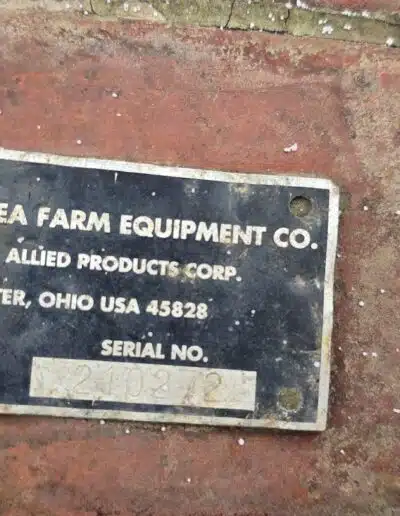 EA FARM EQUIPMENT CO.
ALLIED PRODUCTS CORP.
TER, OHIO USA 45828
SERIAL NO.